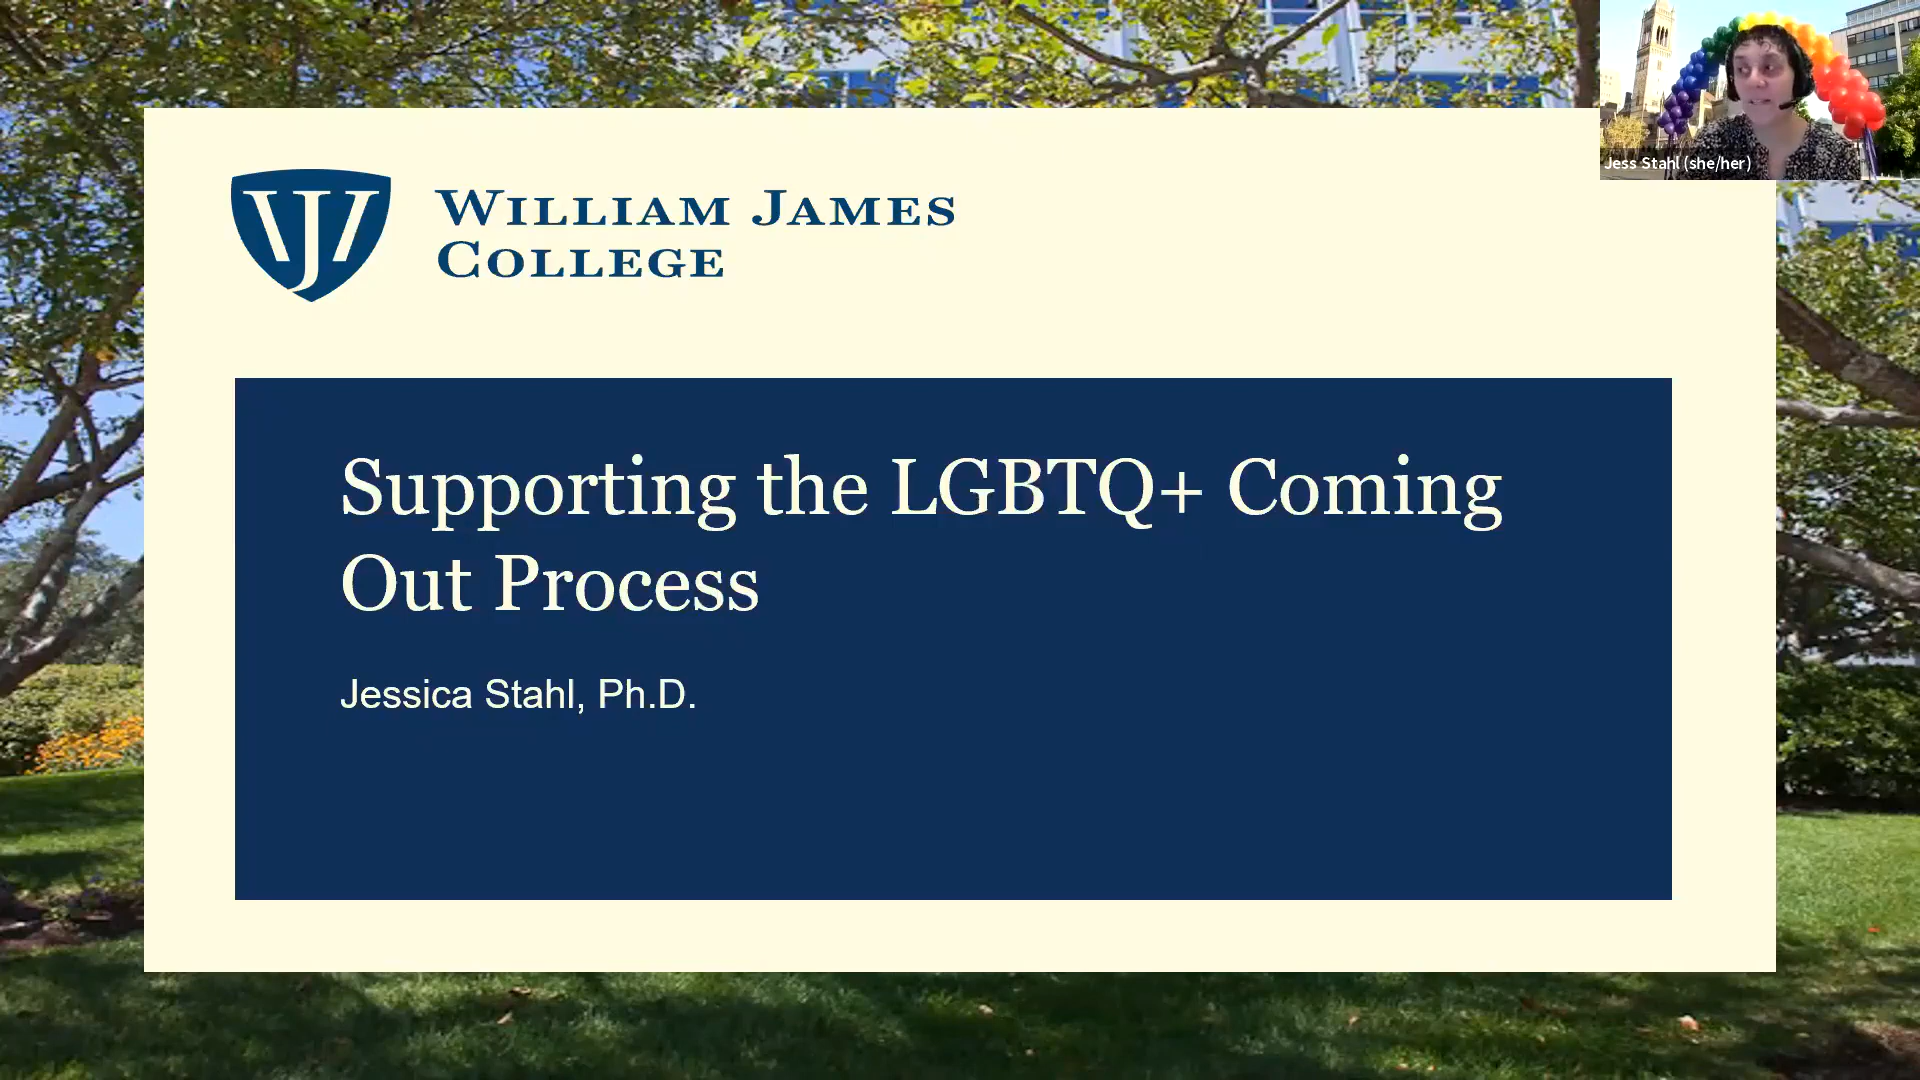 WJ
WILLIAM JAMES
COLLEGE
Jess Stahl (she/her)
Supporting the LGBTQ+ Coming
Out Process
Jessica Stahl, Ph.D.